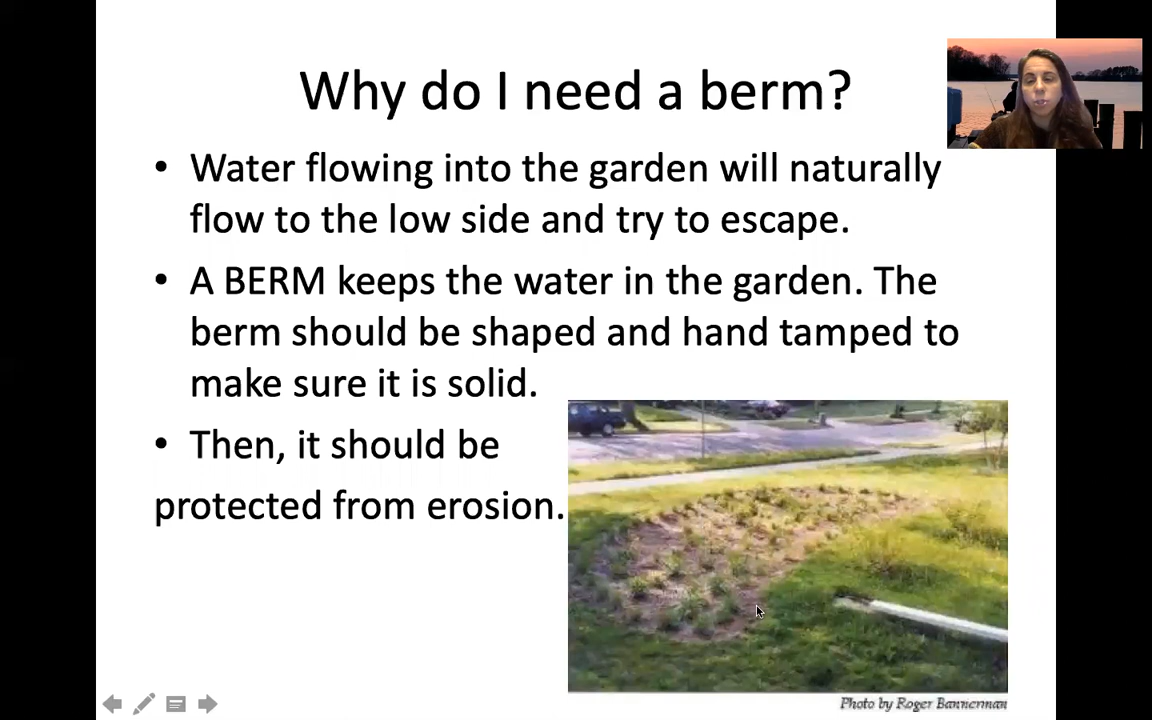 Why do I need a berm?
• Water flowing into the garden will naturally
flow to the low side and try to escape.
• A BERM keeps the water in the garden. The
berm should be shaped and hand tamped to
make sure it is solid.
• Then, it should be
protected from erosion.
Photo by Roger Bannerman